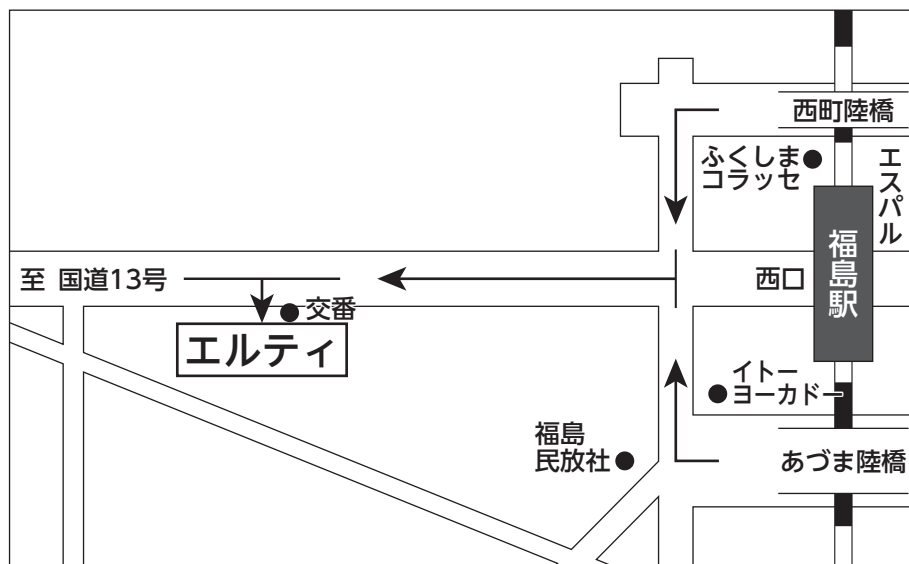 西町陸橋
ふくしま
コラッセ
エスパル
福島駅
西口
至 国道13号
交番
エルティ
イトー
ヨーカドー
福島
民放社
あづま陸橋